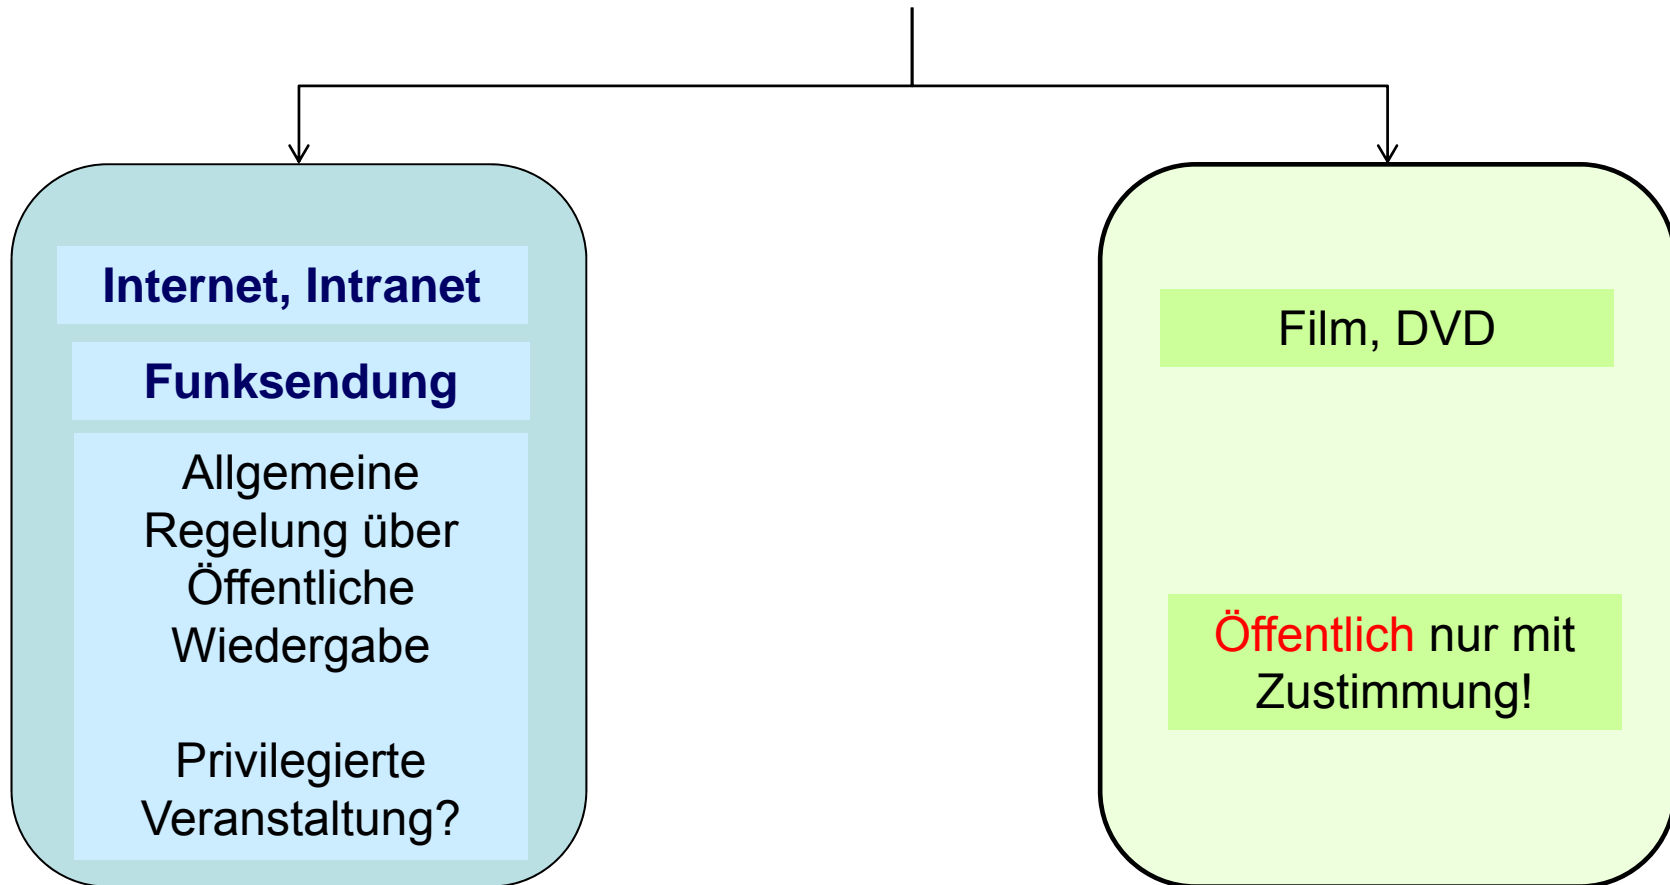 Internet, Intranet
Funksendung
Allgemeine
Regelung über
Öffentliche
Wiedergabe
Privilegierte
Veranstaltung?
Film, DVD
Öffentlich nur mit
Zustimmung!